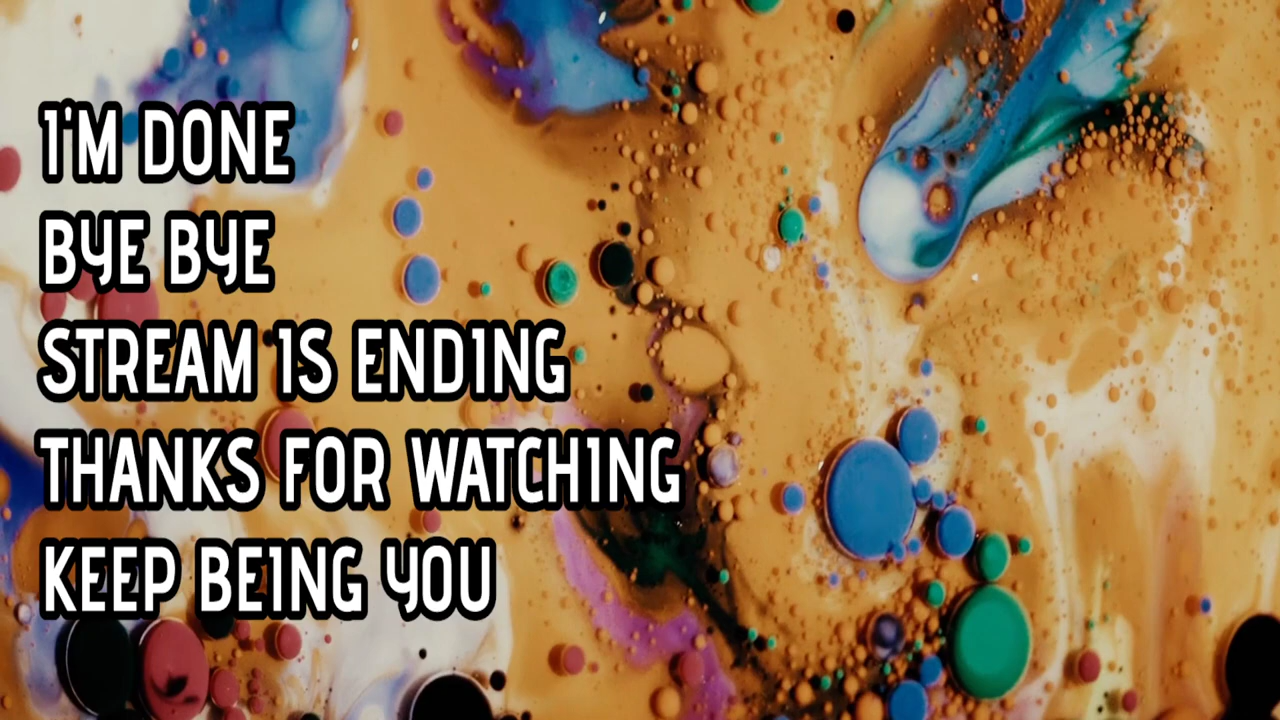 I'M DONE
BYE BYE
STREAM IS ENDING
THANKS FOR WATCHING
KEEP BEING YOU